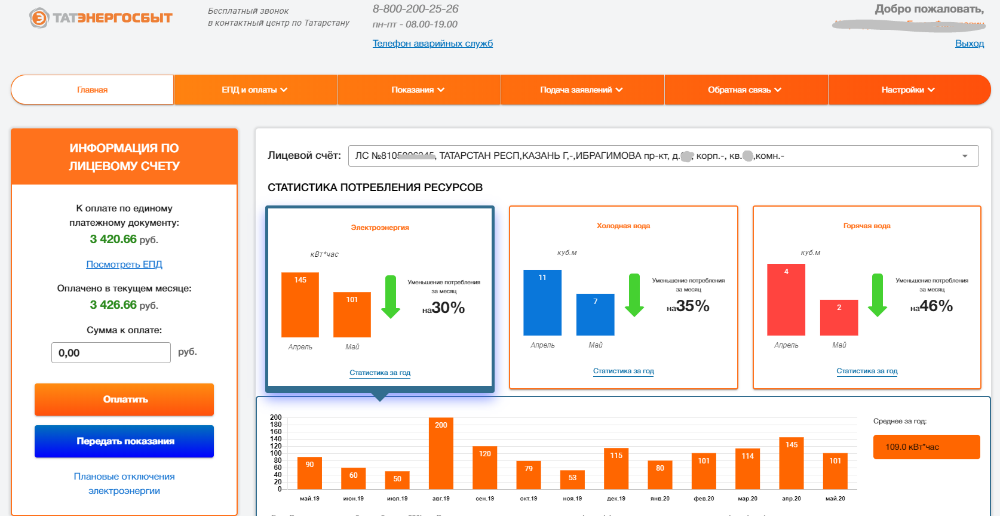 ТАТЭНЕРГОСБЫТ
Бесплатный звонок
в контактный центр по Татарстану
8-800-200-25-26
пн-пт - 08.00-19.00
Телефон аварийных служб
Добро пожаловать,
Выход
Главная
ЕПД и оплаты
Показания
Подача заявлений
Обратная связь
Настройки
ИНФОРМАЦИЯ ПО
ЛИЦЕВОМУ СЧЕТУ
К оплате по единому
платежному документу:
3 420.66 руб.
Посмотреть ЕПД
Оплачено в текущем месяце:
3 426.66 руб.
Сумма к оплате:
0,00 руб.
Оплатить
Передать показания
Плановые отключения
электроэнергии
Лицевой счёт: ЛС №8105, ТАТАРСТАН РЕСП,КАЗАНЬ Г,-,ИБРАГИМОВА пр-кт, д. , корп.-, кв. ,комн.-
СТАТИСТИКА ПОТРЕБЛЕНИЯ РЕСУРСОВ
Электроэнергия
кВт*час
145
101
Апрель
Май
Уменьшение потребления
за месяц
на30%
Статистика за год
Холодная вода
куб.м
11
7
Апрель
Май
Уменьшение потребления
за месяц
на35%
Статистика за год
Горячая вода
куб.м
4
2
Апрель
Май
Уменьшение потребления
за месяц
на46%
Статистика за год
200
180
160
140
120
100
80
60
40
20
0
90
60
50
200
120
79
53
115
80
101
114
145
101
май.19
июн.19
июл.19
авг.19
сен.19
окт.19
ноя.19
дек.19
янв.20
фев.20
мар.20
апр.20
май.20
Среднее за год:
109.0 кВт*час